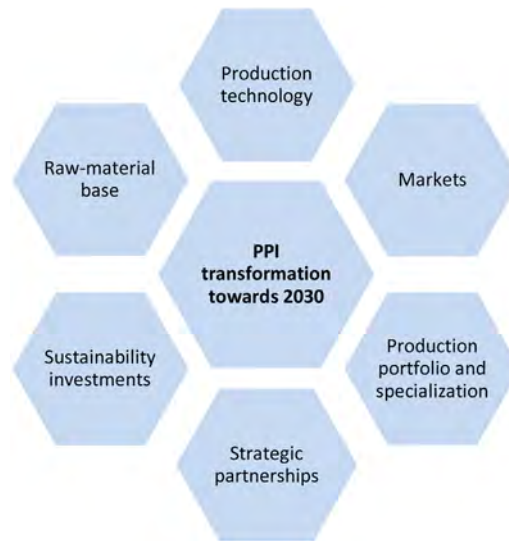 Production
technology
Raw-material
base
Markets
PPI
transformation
towards 2030
Sustainability
investments
Production
portfolio and
specialization
Strategic
partnerships